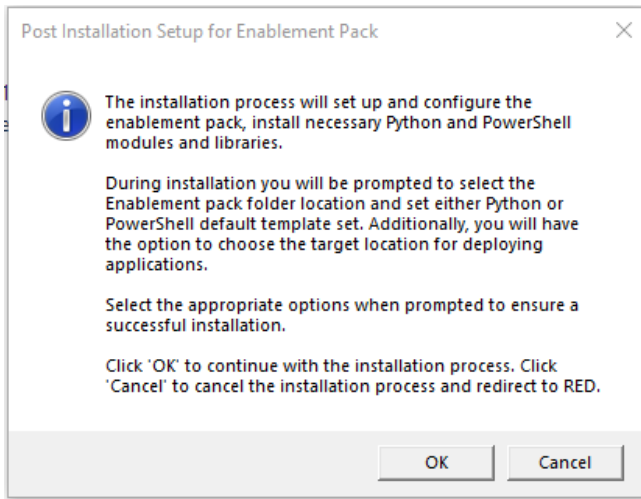 Post Installation Setup for Enablement Pack
The installation process will set up and configure the
enablement pack, install necessary Python and PowerShell
modules and libraries.
During installation you will be prompted to select the
Enablement pack folder location and set either Python or
PowerShell default template set. Additionally, you will have
the option to choose the target location for deploying
applications.
Select the appropriate options when prompted to ensure a
successful installation.
Click 'OK' to continue with the installation process. Click
'Cancel' to cancel the installation process and redirect to RED.
OK
Cancel